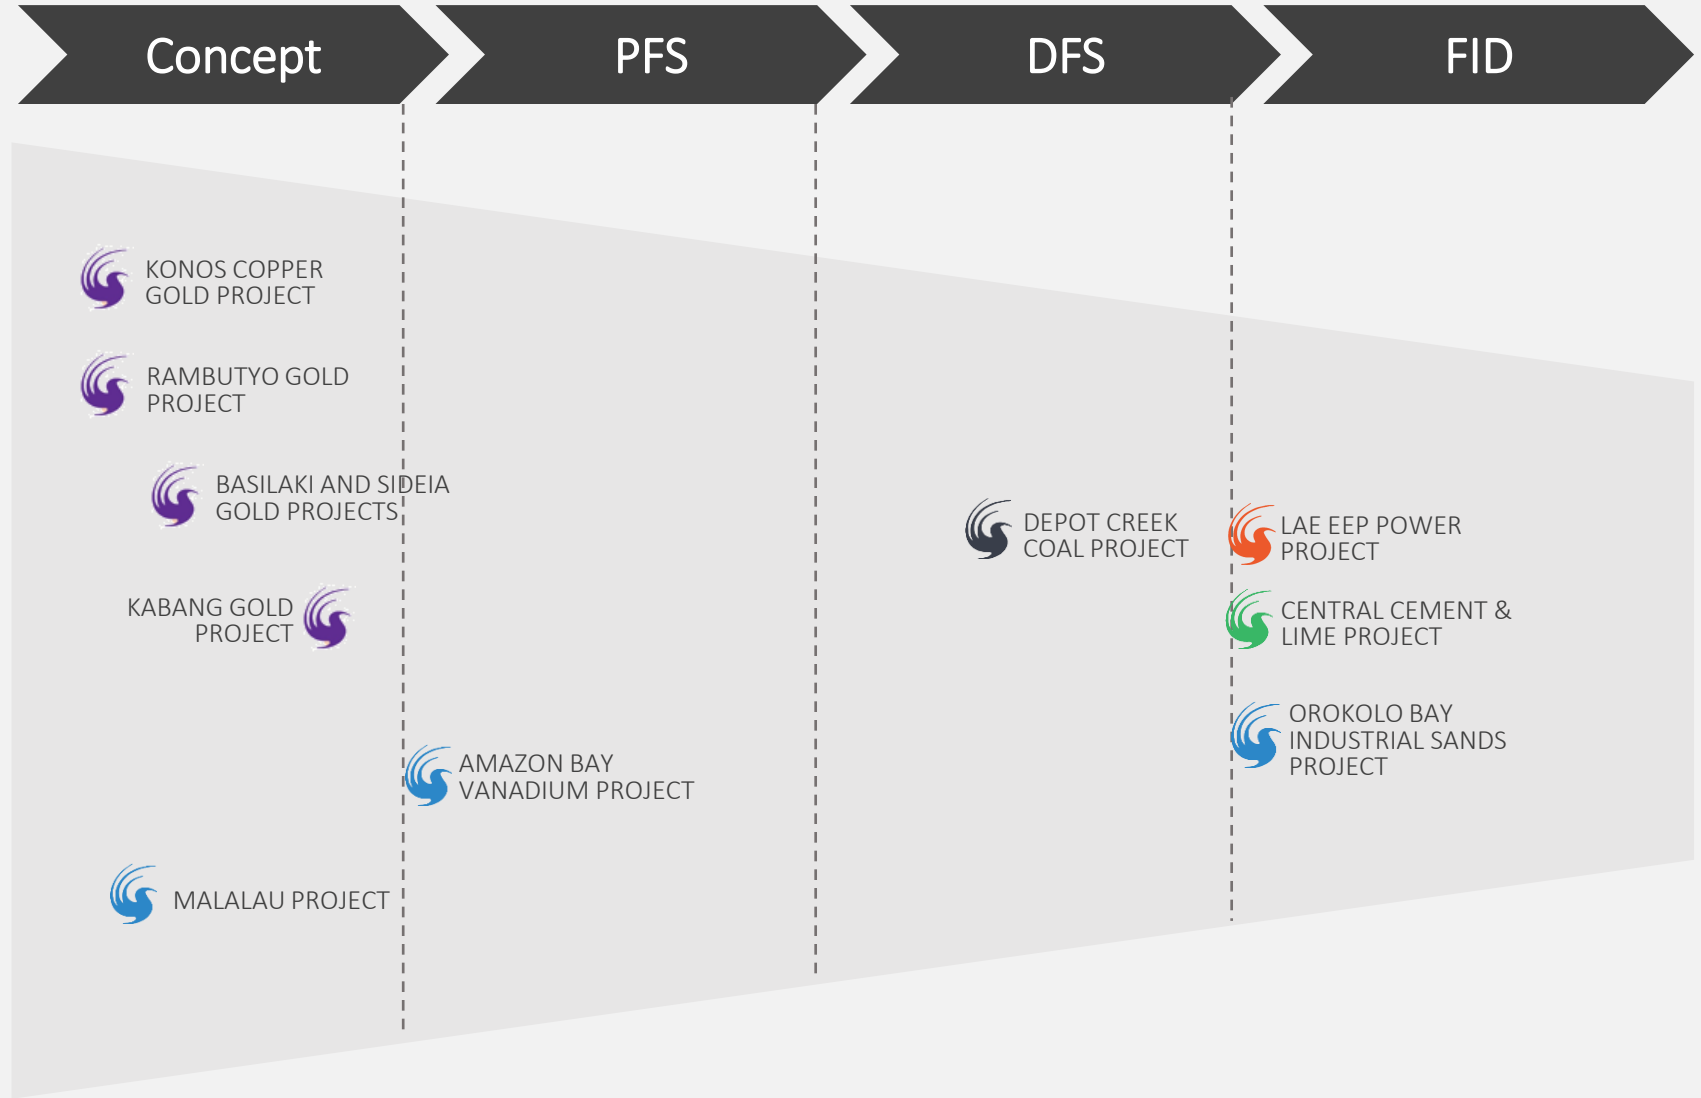 Concept
PFS
DFS
FID
KONOS COPPER
GOLD PROJECT
RAMBUTYO GOLD
PROJECT
BASILAKI AND SIDEIA
GOLD PROJECTS
KABANG GOLD
PROJECT
AMAZON BAY
VANADIUM PROJECT
MALALAU PROJECT
DEPOT CREEK
COAL PROJECT
LAE EEP POWER
PROJECT
CENTRAL CEMENT &
LIME PROJECT
OROKOLO BAY
INDUSTRIAL SANDS
PROJECT